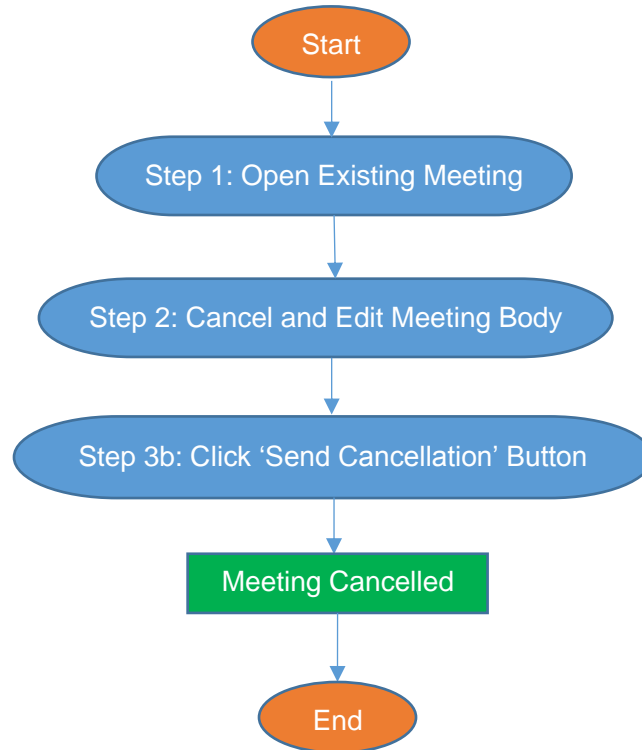 Start
Step 1: Open Existing Meeting
Step 2: Cancel and Edit Meeting Body
Step 3b: Click ‘Send Cancellation’ Button
Meeting Cancelled
End